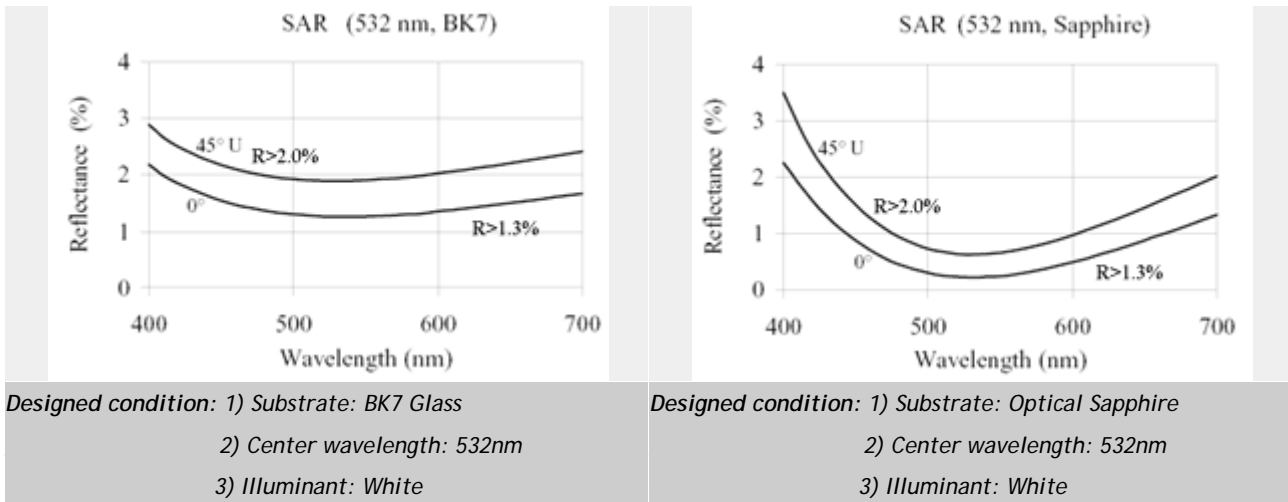 SAR (532 nm, BK7)
4
3
2
1
0
Reflectance (%)
45° U
R>2.0%
0°
R>1.3%
400 500 600 700
Wavelength (nm)
Designed condition: 1) Substrate: BK7 Glass
2) Center wavelength: 532nm
3) Illuminant: White
SAR (532 nm, Sapphire)
4
3
2
1
0
Reflectance (%)
45° U
R>2.0%
0°
R>1.3%
400 500 600 700
Wavelength (nm)
Designed condition: 1) Substrate: Optical Sapphire
2) Center wavelength: 532nm
3) Illuminant: White